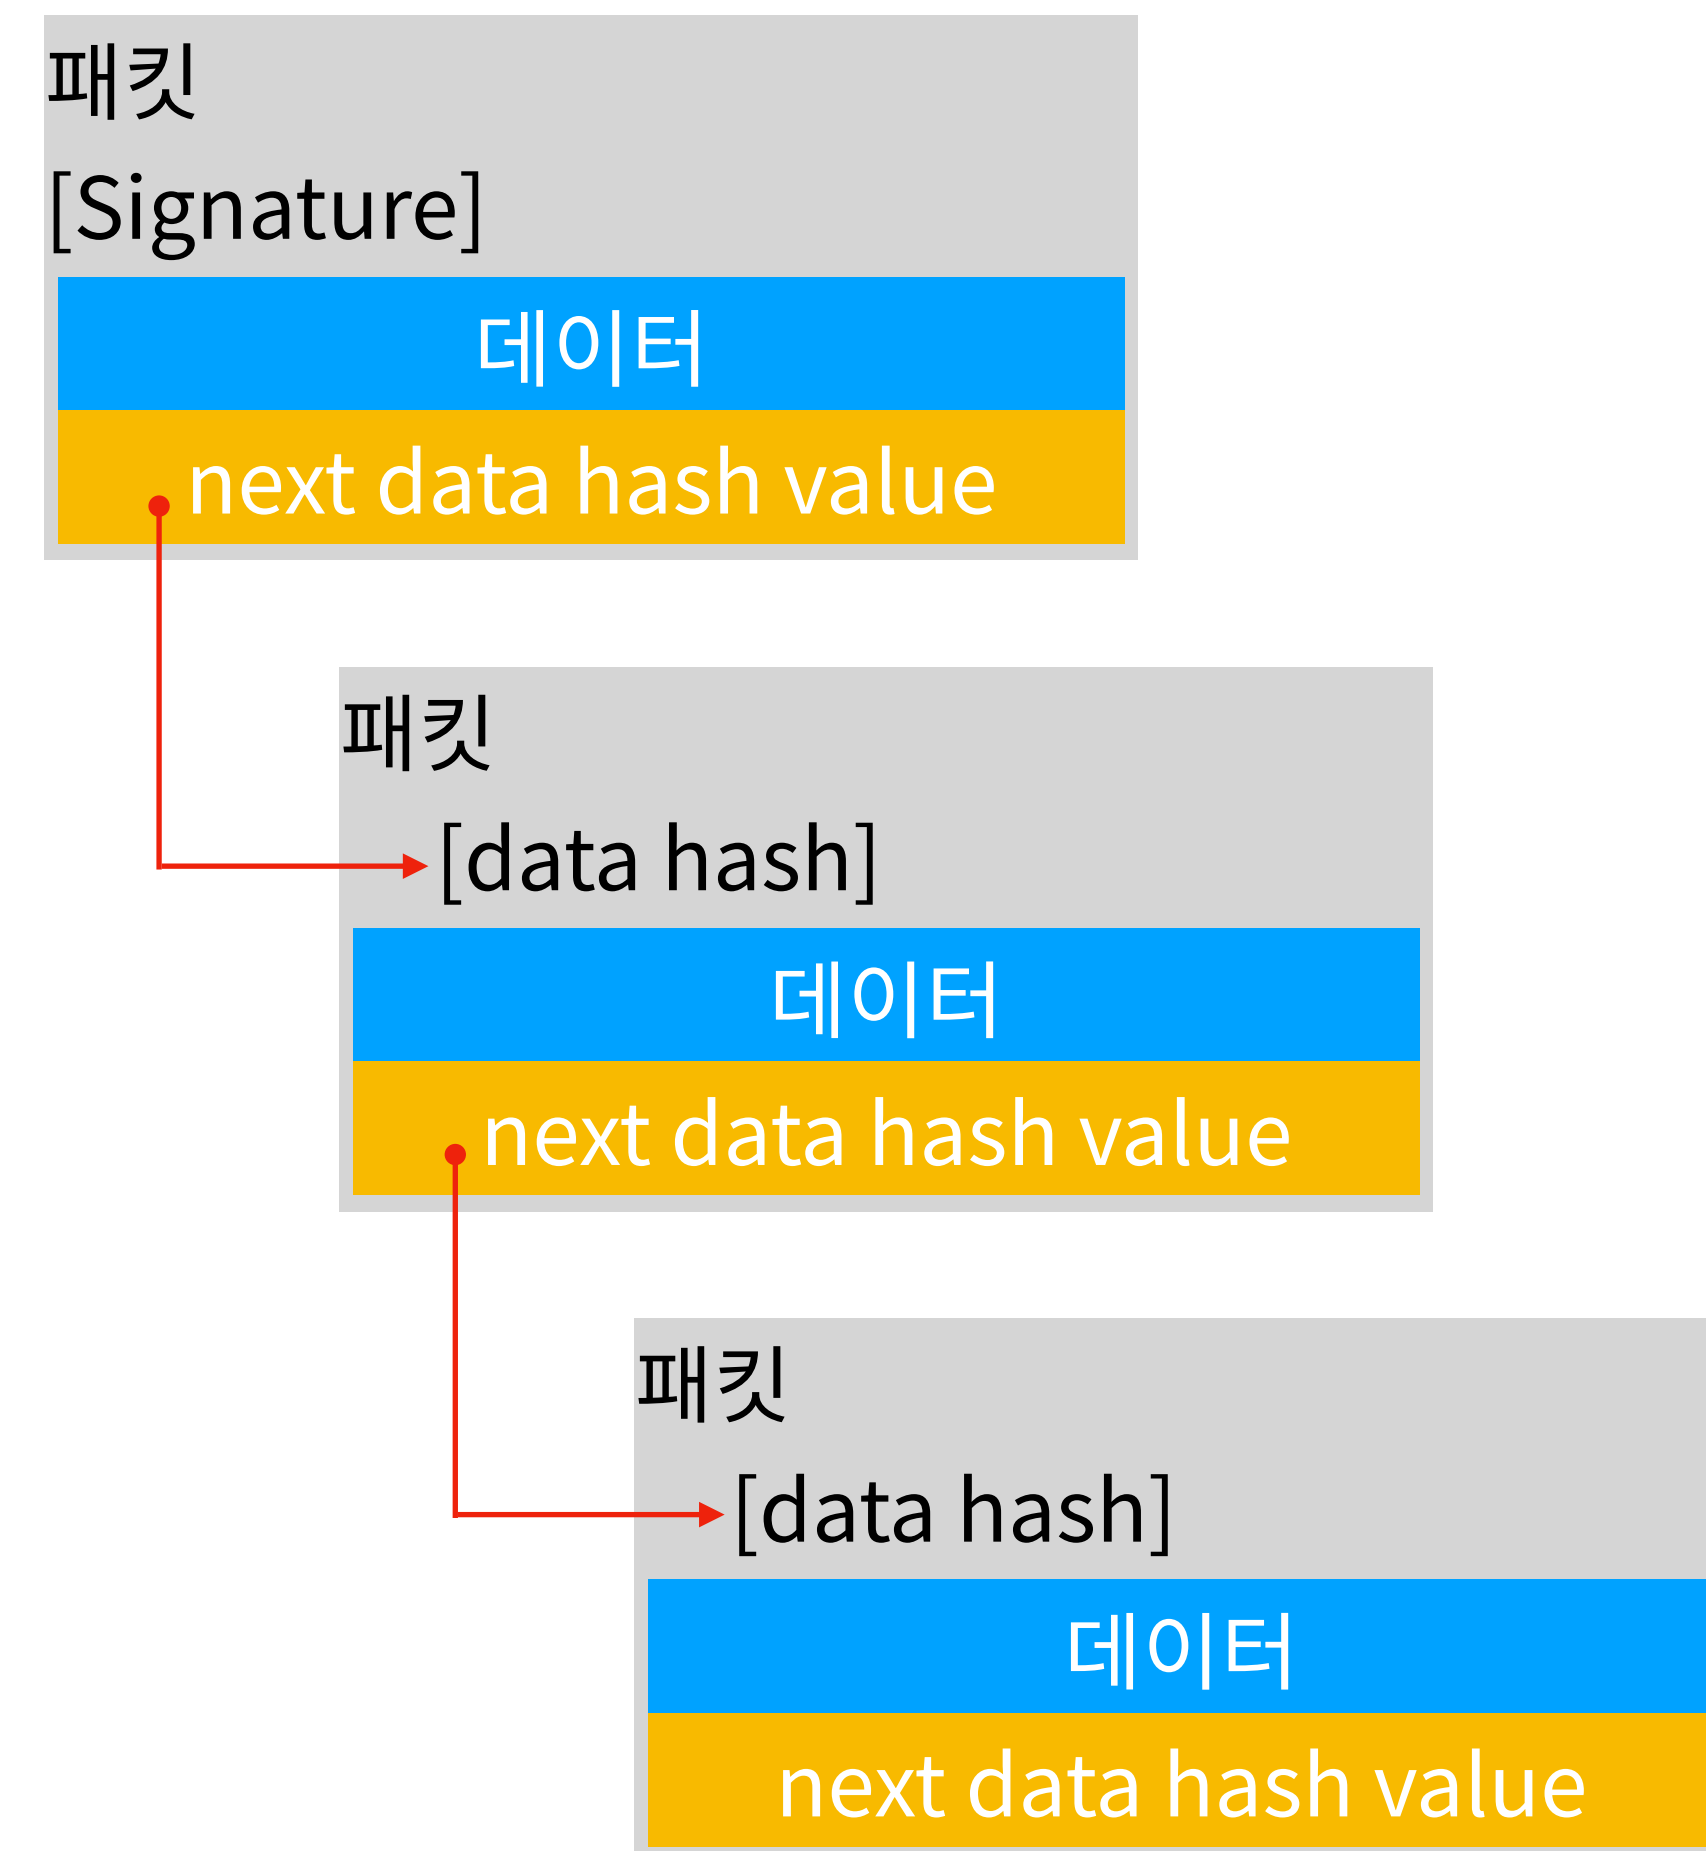 패킷
[Signature]
데이터
next data hash value
패킷
[data hash]
데이터
next data hash value
패킷
[data hash]
데이터
next data hash value